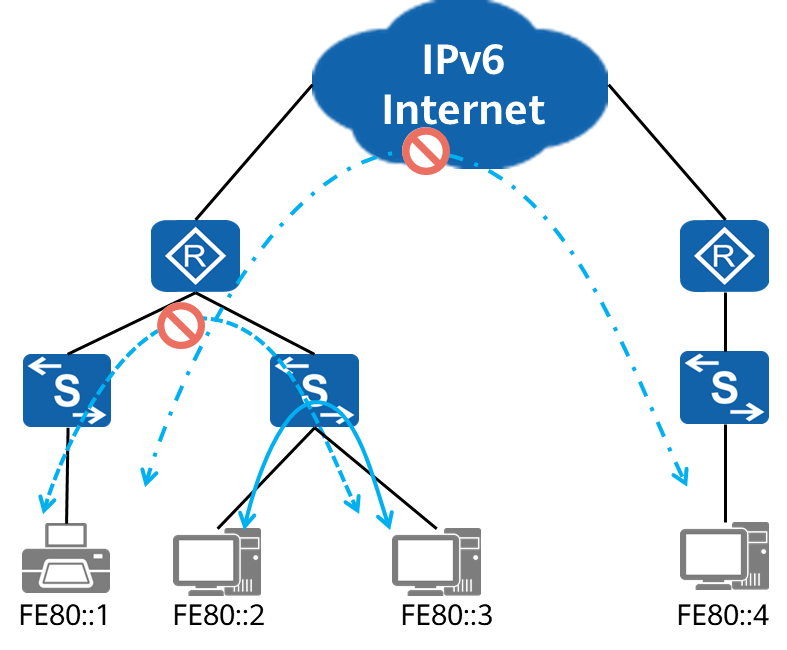 IPv6
Internet
R
R
S
S
S
FE80::1
FE80::2
FE80::3
FE80::4